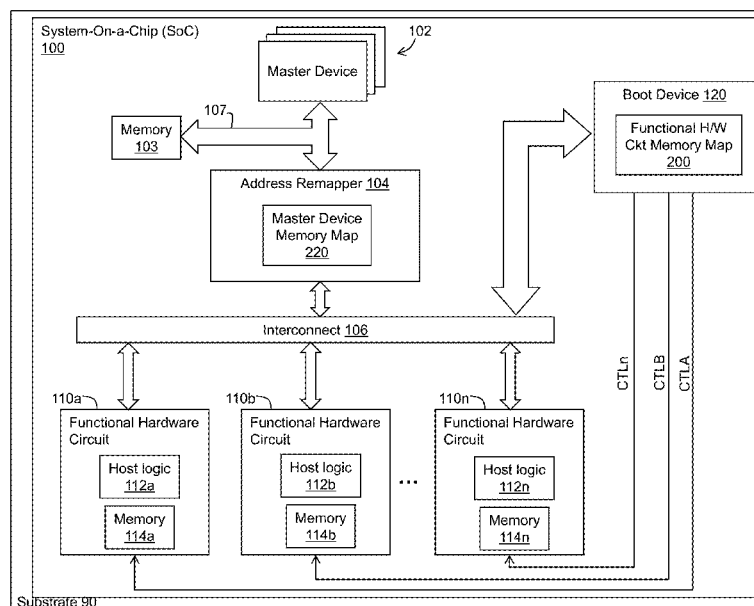 System-On-a-Chip (SoC)
100
102
Master Device
107
Memory
103
Boot Device 120
Functional H/W
Ckt Memory Map
200
Address Remapper 104
Master Device
Memory Map
220
Interconnect 106
CTLn
CTLB
CTLA
110a
110b
110n
Functional Hardware
Circuit
Host logic
112a
Memory
114a
Functional Hardware
Circuit
Host logic
112b
Memory
114b
...
Functional Hardware
Circuit
Host logic
112n
Memory
114n
Substrate 90